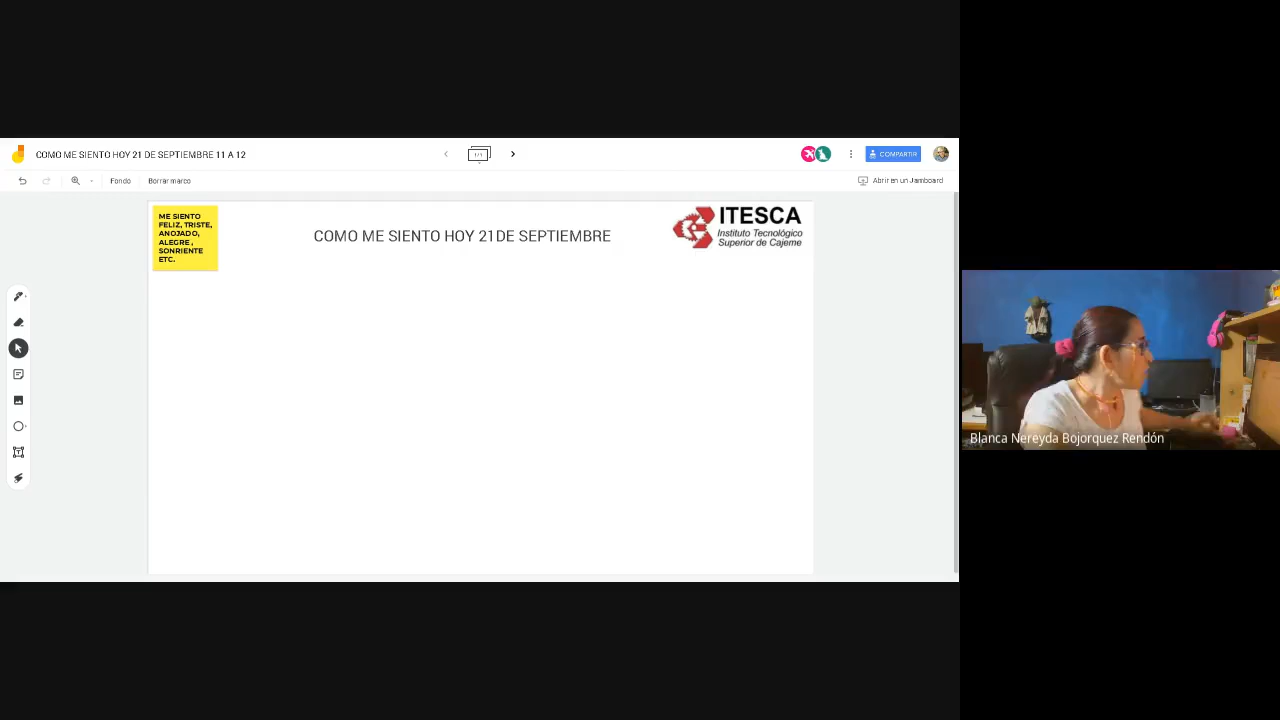 COMO ME SIENTO HOY 21 DE SEPTIEMBRE 11 A 12
1/1
COMPARTIR
Fondo
Borrar marco
Abrir en un Jamboard
ME SIENTO
FELIZ, TRISTE,
ANOJADO,
ALEGRE ,
SONRIENTE
ETC.
COMO ME SIENTO HOY 21DE SEPTIEMBRE
ITESCA
Instituto Tecnológico
Superior de Cajeme
Blanca Nereyda Bojorquez Rendón